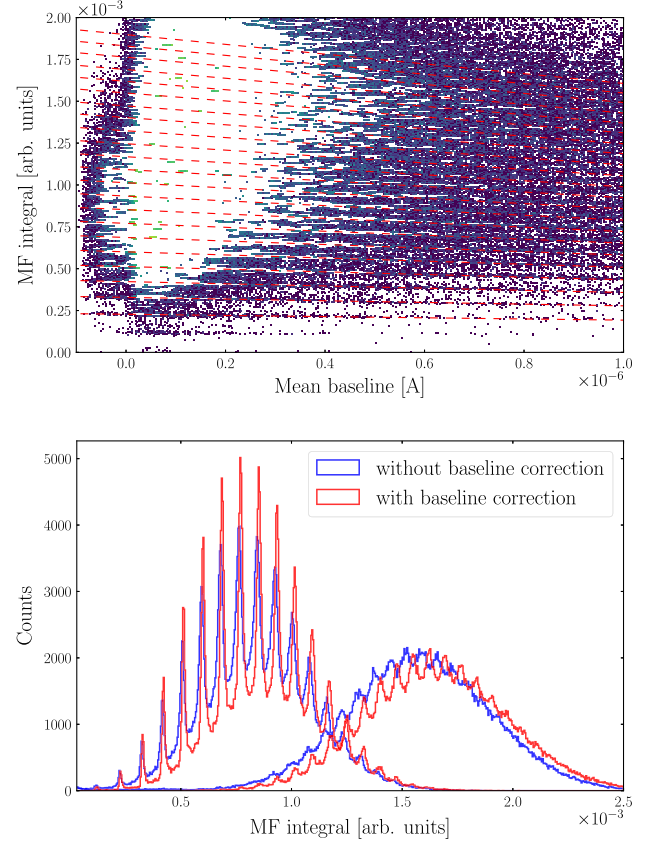 ×10⁻³
2.00
1.75
1.50
1.25
1.00
0.75
0.50
0.25
0.00
MF integral [arb. units]
0.0 0.2 0.4 0.6 0.8 1.0
Mean baseline [A]
×10⁻⁶
5000
4000
3000
2000
1000
0
Counts
without baseline correction
with baseline correction
0.5 1.0 1.5 2.0 2.5
MF integral [arb. units]
×10⁻³